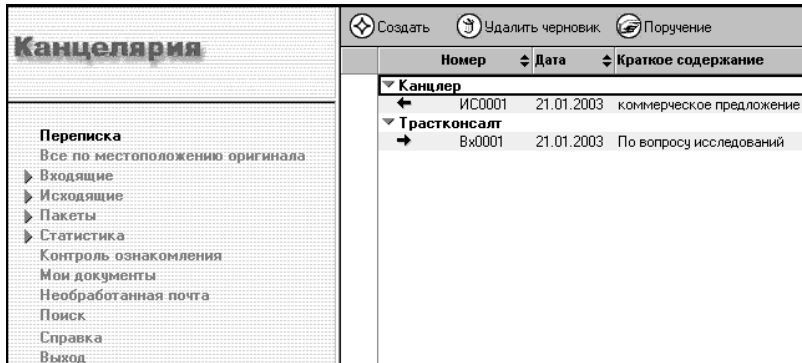 Канцелярия
Создать Удалить черновик Поручение
Номер Дата Краткое содержание
Канцлер
ИС0001 21.01.2003 коммерческое предложение
Трастконсалт
Вх0001 21.01.2003 По вопросу исследований
Переписка
Все по местоположению оригинала
Входящие
Исходящие
Пакеты
Статистика
Контроль ознакомления
Мои документы
Необработанная почта
Поиск
Справка
Выход